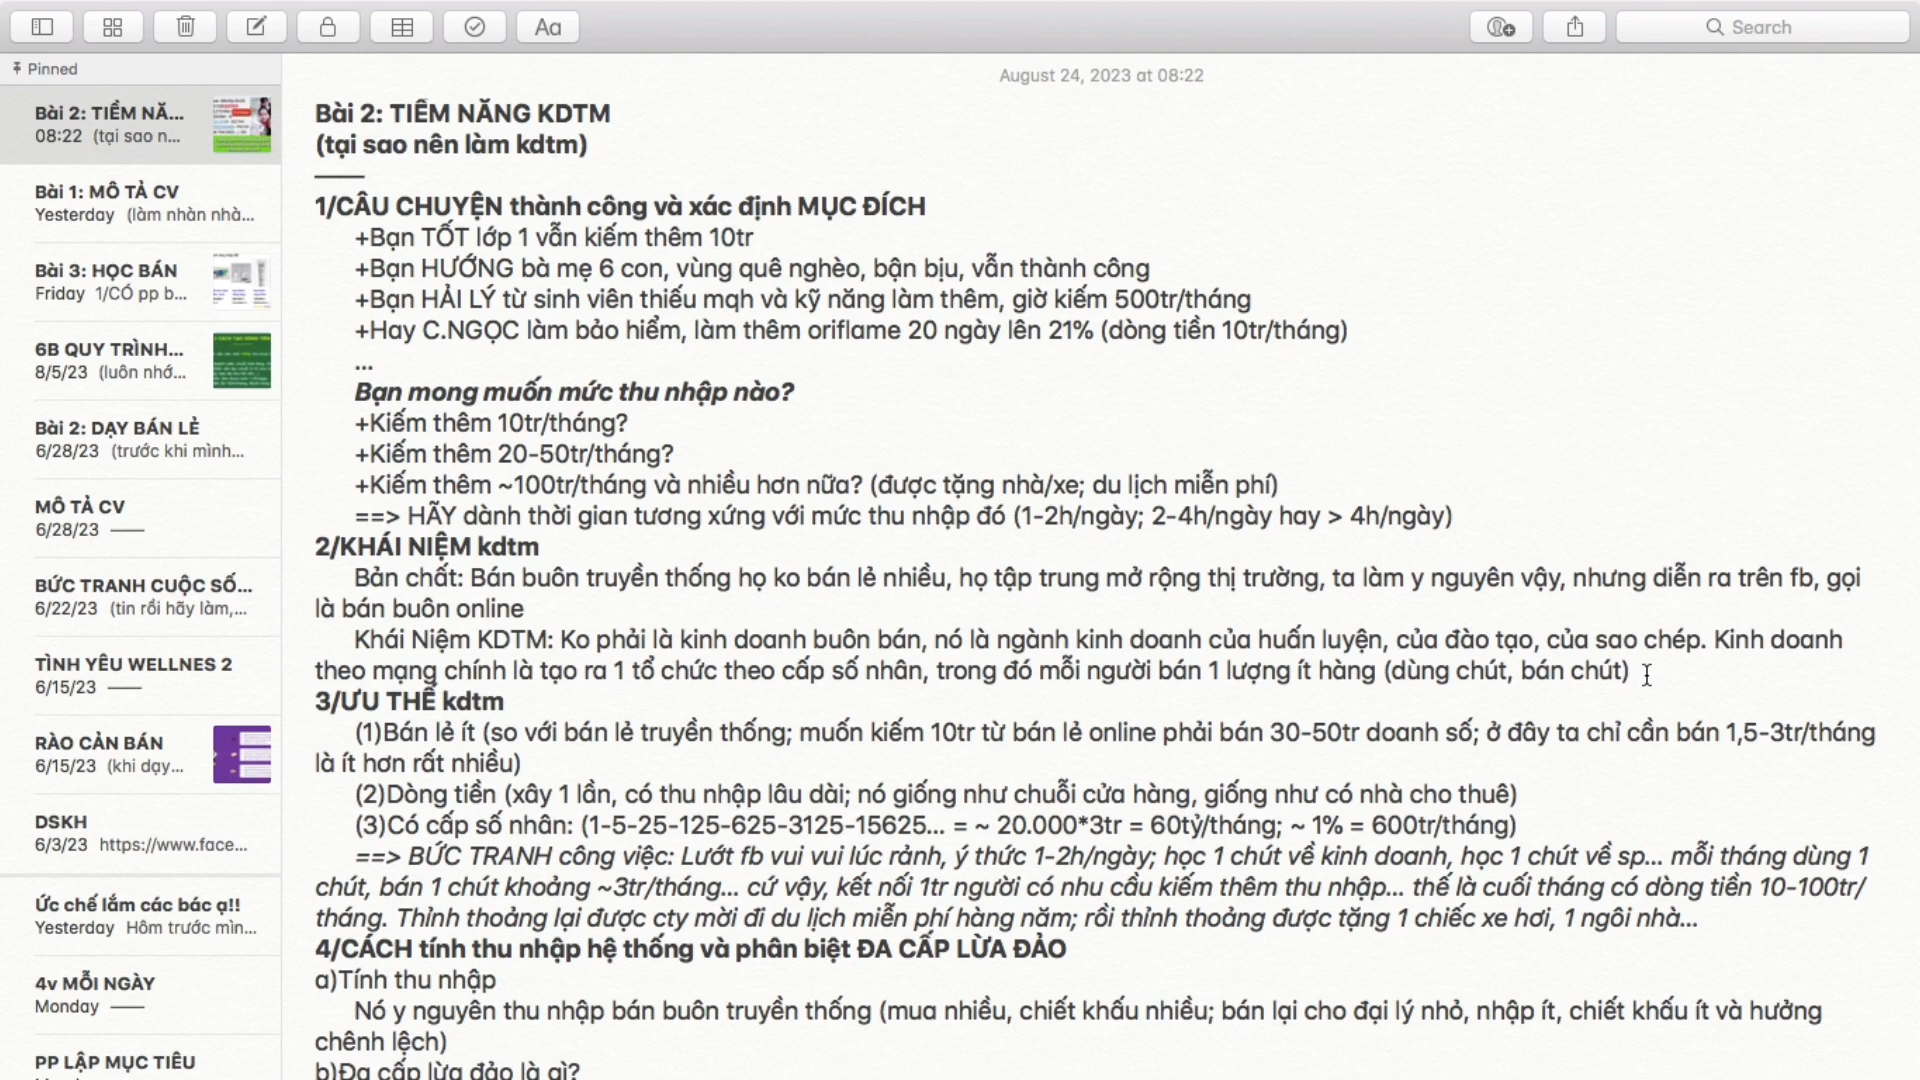 Search
Pinned
Bài 2: TIỀM NĂ...
08:22 (tại sao n...
Bài 1: MÔ TẢ CV
Yesterday (làm nhàn nhà...
Bài 3: HỌC BÁN
Friday 1/CÓ pp b...
6B QUY TRÌNH...
8/5/23 (luôn nhớ...
Bài 2: DẠY BÁN LẺ
6/28/23 (trước khi mình...
MÔ TẢ CV
6/28/23 ——
BỨC TRANH CUỘC SỐ...
6/22/23 (tin rồi hãy làm,...
TÌNH YÊU WELLNES 2
6/15/23 ——
RÀO CẢN BÁN
6/15/23 (khi dạy...
DSKH
6/3/23 https://www.face...
Ức chế lắm các bác ạ!!
Yesterday Hôm trước mìn...
4v MỖI NGÀY
Monday ——
PP LẬP MỤC TIÊU
August 24, 2023 at 08:22
Bài 2: TIỀM NĂNG KDTM
(tại sao nên làm kdtm)
——
1/CÂU CHUYỆN thành công và xác định MỤC ĐÍCH
+Bạn TỐT lớp 1 vẫn kiếm thêm 10tr
+Bạn HƯỚNG bà mẹ 6 con, vùng quê nghèo, bận bịu, vẫn thành công
+Bạn HẢI LÝ từ sinh viên thiếu mqh và kỹ năng làm thêm, giờ kiếm 500tr/tháng
+Hay C.NGỌC làm bảo hiểm, làm thêm oriflame 20 ngày lên 21% (dòng tiền 10tr/tháng)
...
Bạn mong muốn mức thu nhập nào?
+Kiếm thêm 10tr/tháng?
+Kiếm thêm 20-50tr/tháng?
+Kiếm thêm ~100tr/tháng và nhiều hơn nữa? (được tặng nhà/xe; du lịch miễn phí)
==> HÃY dành thời gian tương xứng với mức thu nhập đó (1-2h/ngày; 2-4h/ngày hay > 4h/ngày)
2/KHÁI NIỆM kdtm
Bản chất: Bán buôn truyền thống họ ko bán lẻ nhiều, họ tập trung mở rộng thị trường, ta làm y nguyên vậy, nhưng diễn ra trên fb, gọi
là bán buôn online
Khái Niệm KDTM: Ko phải là kinh doanh buôn bán, nó là ngành kinh doanh của huấn luyện, của đào tạo, của sao chép. Kinh doanh
theo mạng chính là tạo ra 1 tổ chức theo cấp số nhân, trong đó mỗi người bán 1 lượng ít hàng (dùng chút, bán chút)
3/ƯU THẾ kdtm
(1)Bán lẻ ít (so với bán lẻ truyền thống; muốn kiếm 10tr từ bán lẻ online phải bán 30-50tr doanh số; ở đây ta chỉ cần bán 1,5-3tr/tháng
là ít hơn rất nhiều)
(2)Dòng tiền (xây 1 lần, có thu nhập lâu dài; nó giống như chuỗi cửa hàng, giống như có nhà cho thuê)
(3)Có cấp số nhân: (1-5-25-125-625-3125-15625... = ~ 20.000*3tr = 60tỷ/tháng; ~ 1% = 600tr/tháng)
==> BỨC TRANH công việc: Lướt fb vui vui lúc rảnh, ý thức 1-2h/ngày; học 1 chút về kinh doanh, học 1 chút về sp... mỗi tháng dùng 1
chút, bán 1 chút khoảng ~3tr/tháng... cứ vậy, kết nối 1tr người có nhu cầu kiếm thêm thu nhập... thế là cuối tháng có dòng tiền 10-100tr/
tháng. Thỉnh thoảng lại được cty mời đi du lịch miễn phí hàng năm; rồi thỉnh thoảng được tặng 1 chiếc xe hơi, 1 ngôi nhà...
4/CÁCH tính thu nhập hệ thống và phân biệt ĐA CẤP LỪA ĐẢO
a)Tính thu nhập
Nó y nguyên thu nhập bán buôn truyền thống (mua nhiều, chiết khấu nhiều; bán lại cho đại lý nhỏ, nhập ít, chiết khấu ít và hưởng
chênh lệch)
b)Đa cấp lừa đảo là gì?